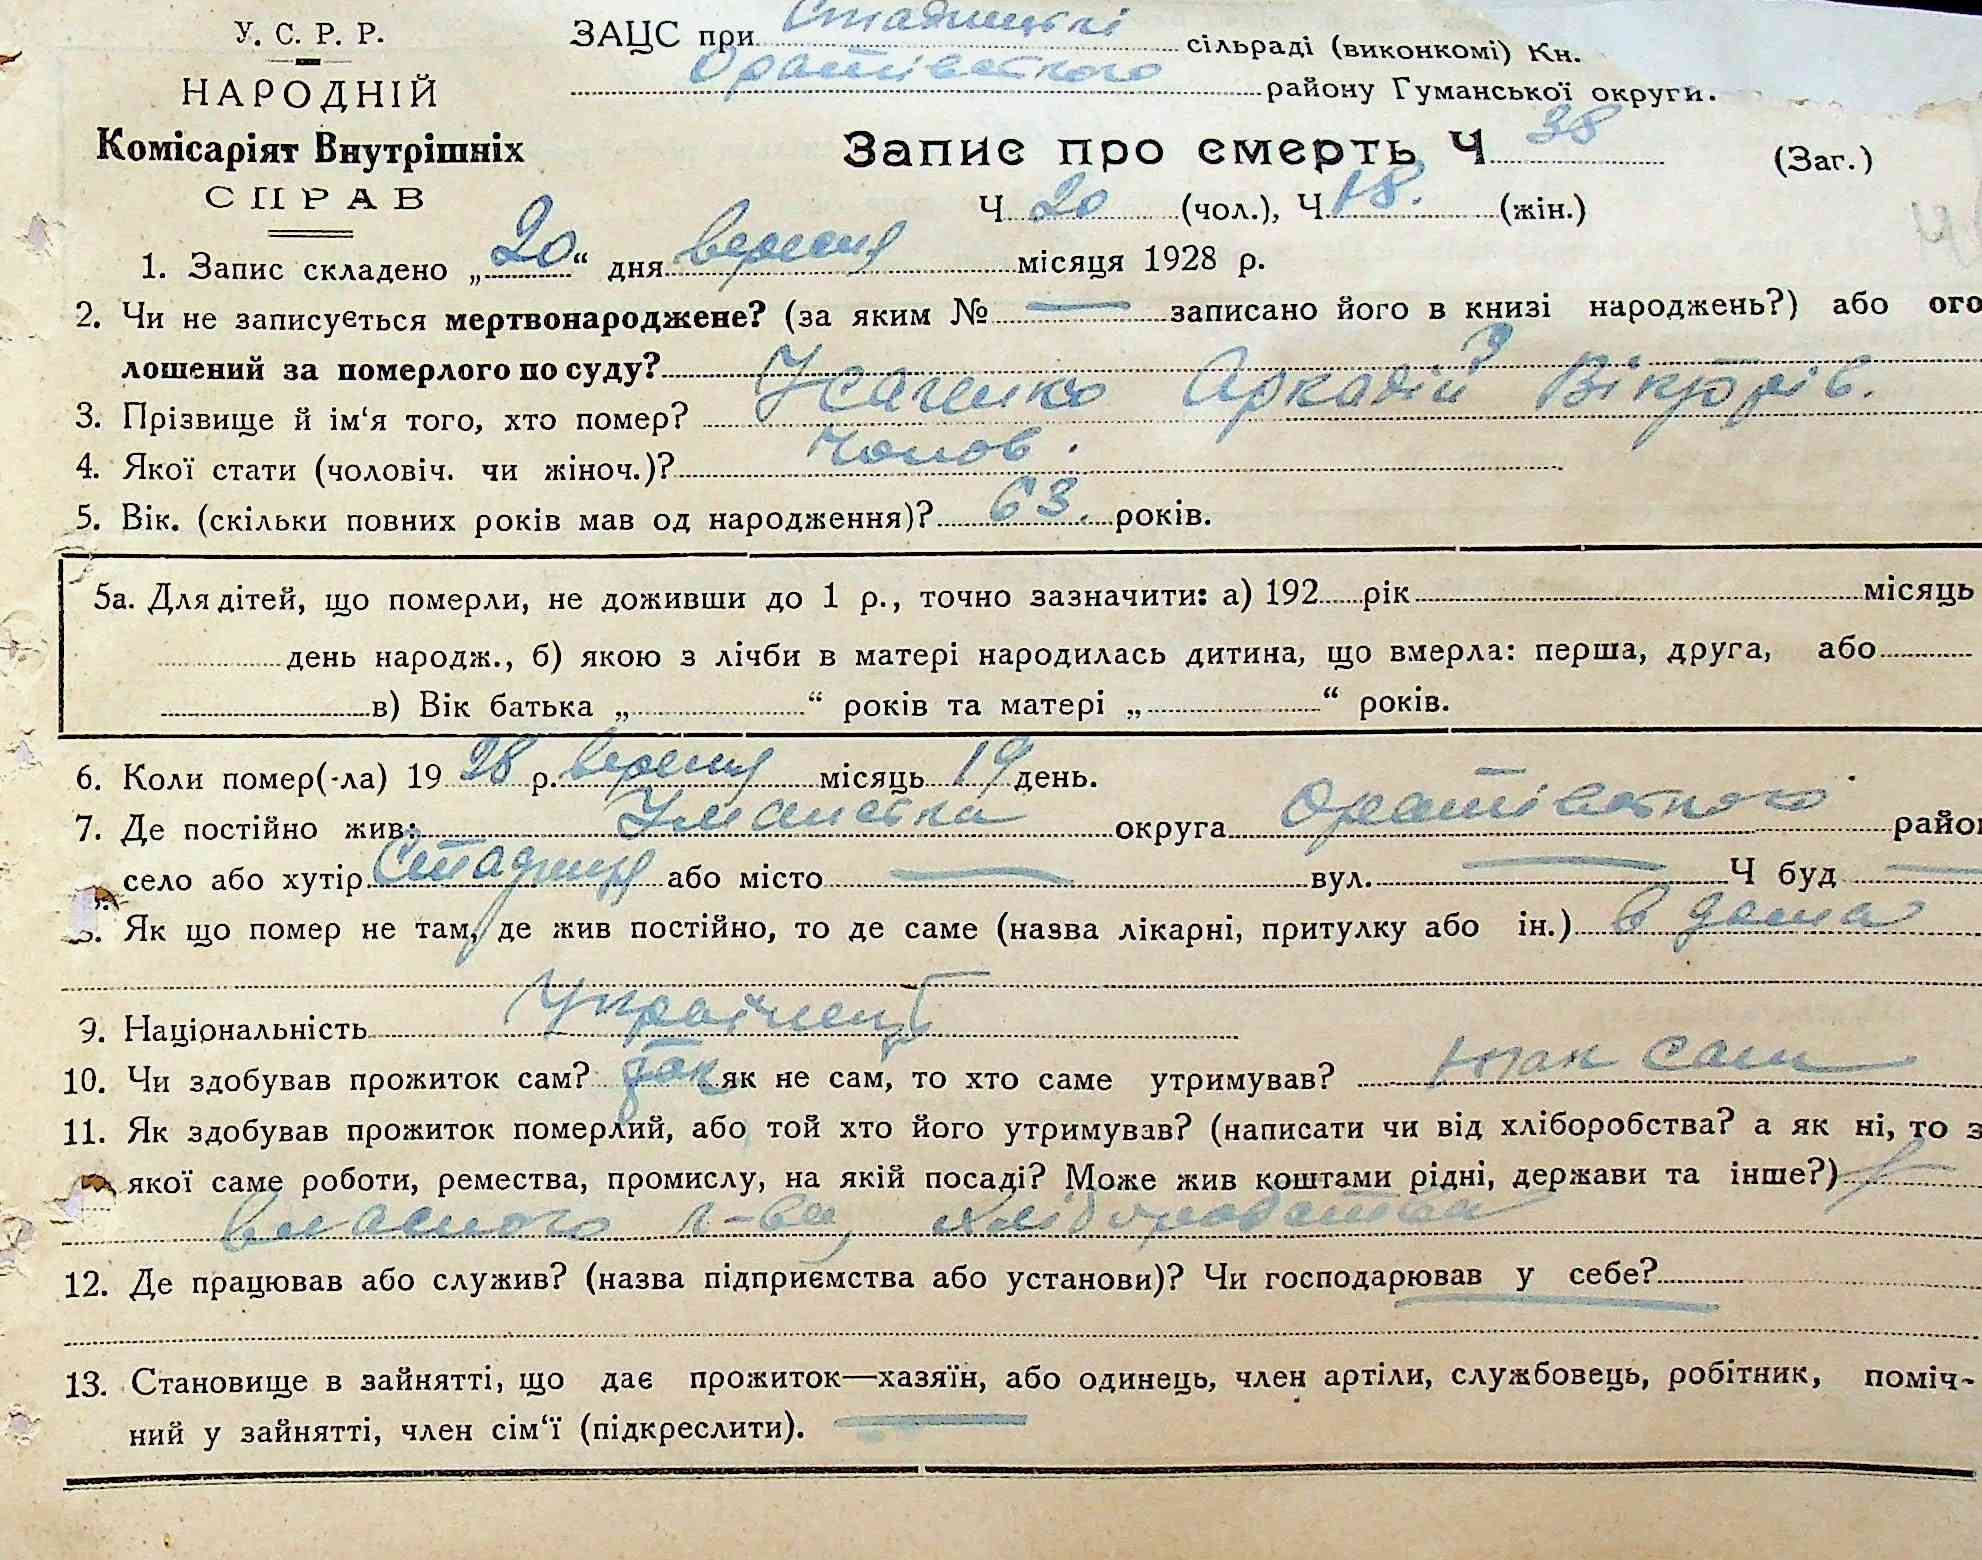 У. С. Р. Р.
НАРОДНІЙ
Комісаріят Внутрішніх
СПРАВ
ЗАЦС при Стадницькі сільраді (виконкомі) Кн.
Оратівського району Гуманської округи.
Запис про смерть Ч 38 (Заг.)
Ч 20 (чол.), Ч 18. (жін.)
1. Запис складено „20“ дня вересня місяця 1928 р.
2. Чи не записується мертвонароджене? (за яким № — записано його в книзі народжень?) або ого
лошений за померлого по суду?
3. Прізвище й ім‘я того, хто помер? Усаченко Аркадій Вікторів.
4. Якої стати (чоловіч. чи жіноч.)? Чолов.
5. Вік. (скільки повних років мав од народження)? 63. років.
5а. Для дітей, що померли, не доживши до 1 р., точно зазначити: а) 192 рік місяць
день народж., б) якою з лічби в матері народилась дитина, що вмерла: перша, друга, або
в) Вік батька „ “ років та матері „ “ років.
6. Коли помер(-ла) 19 28 р. вересня місяць 19 день.
7. Де постійно жив: Уманська округа Оратівського район
село або хутір Стадниця або місто — вул. — Ч буд —
8. Як що помер не там, де жив постійно, то де саме (назва лікарні, притулку або ін.) в дома
9. Національність Українець
10. Чи здобував прожиток сам? так як не сам, то хто саме утримував? так сам
11. Як здобував прожиток померлий, або той хто його утримував? (написати чи від хліборобства? а як ні, то з
якої саме роботи, ремества, промислу, на якій посаді? Може жив коштами рідні, держави та інше?)
власного г-ва, хліборобства
12. Де працював або служив? (назва підприємства або установи)? Чи господарював у себе?
13. Становище в зайнятті, що дає прожиток—хазяїн, або одинець, член артіли, службовець, робітник, поміч-
ний у зайнятті, член сім‘ї (підкреслити).